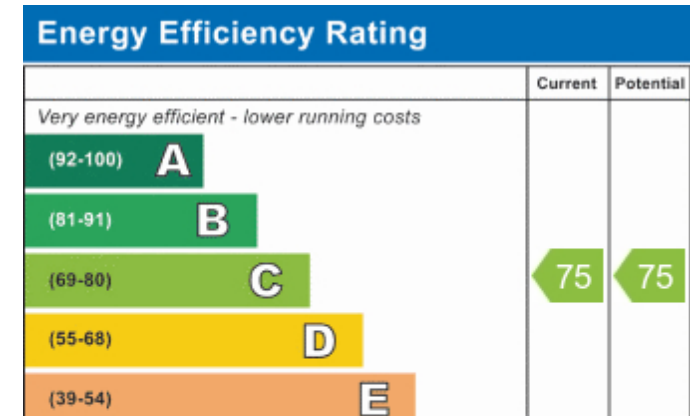 Energy Efficiency Rating
Current Potential
Very energy efficient - lower running costs
(92-100) A
(81-91) B
(69-80) C 75 75
(55-68) D
(39-54) E